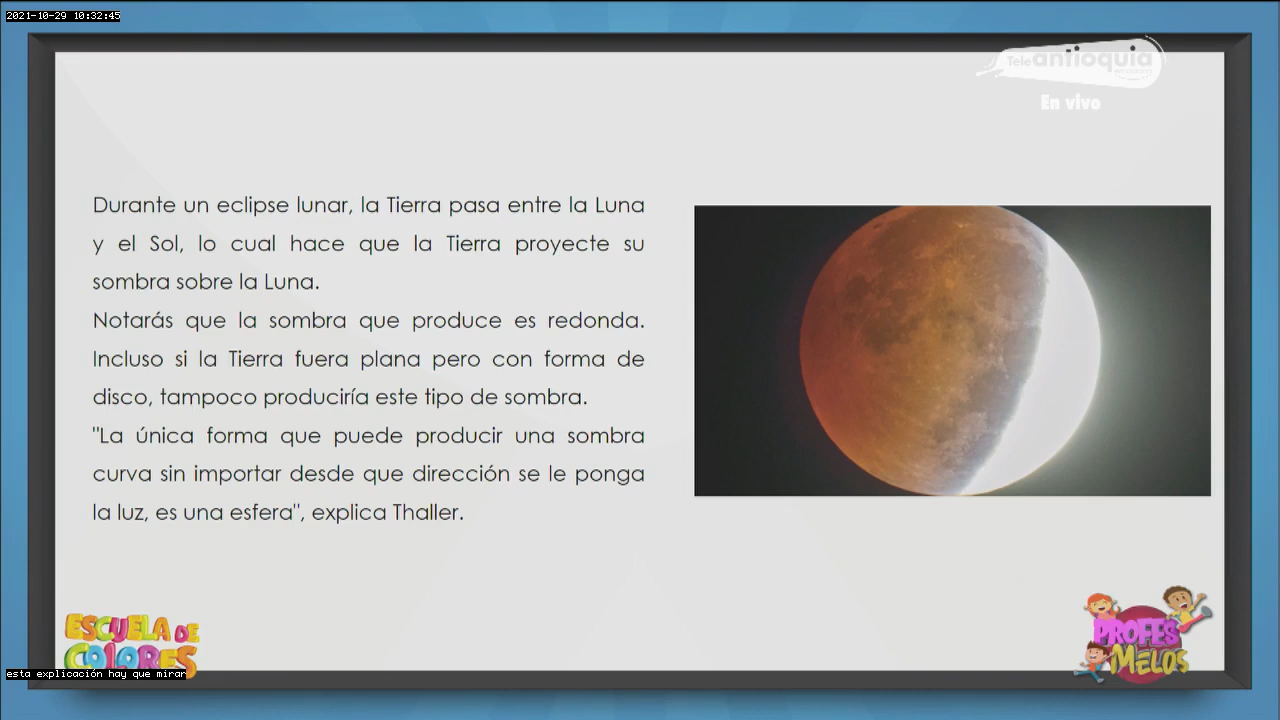 2021-10-29 10:32:45
Teleantioquia
En vivo
Durante un eclipse lunar, la Tierra pasa entre la Luna
y el Sol, lo cual hace que la Tierra proyecte su
sombra sobre la Luna.
Notarás que la sombra que produce es redonda.
Incluso si la Tierra fuera plana pero con forma de
disco, tampoco produciría este tipo de sombra.
"La única forma que puede producir una sombra
curva sin importar desde que dirección se le ponga
la luz, es una esfera", explica Thaller.
ESCUELA DE
COLORES
PROFES
MELOS
esta explicación hay que miran